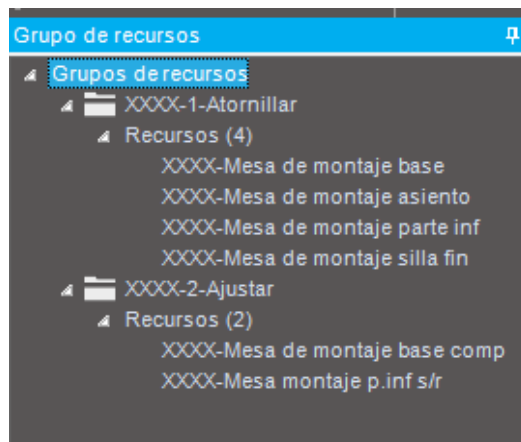 Grupo de recursos
Grupos de recursos
XXXX-1-Atornillar
Recursos (4)
XXXX-Mesa de montaje base
XXXX-Mesa de montaje asiento
XXXX-Mesa de montaje parte inf
XXXX-Mesa de montaje silla fin
XXXX-2-Ajustar
Recursos (2)
XXXX-Mesa de montaje base comp
XXXX-Mesa montaje p.inf s/r